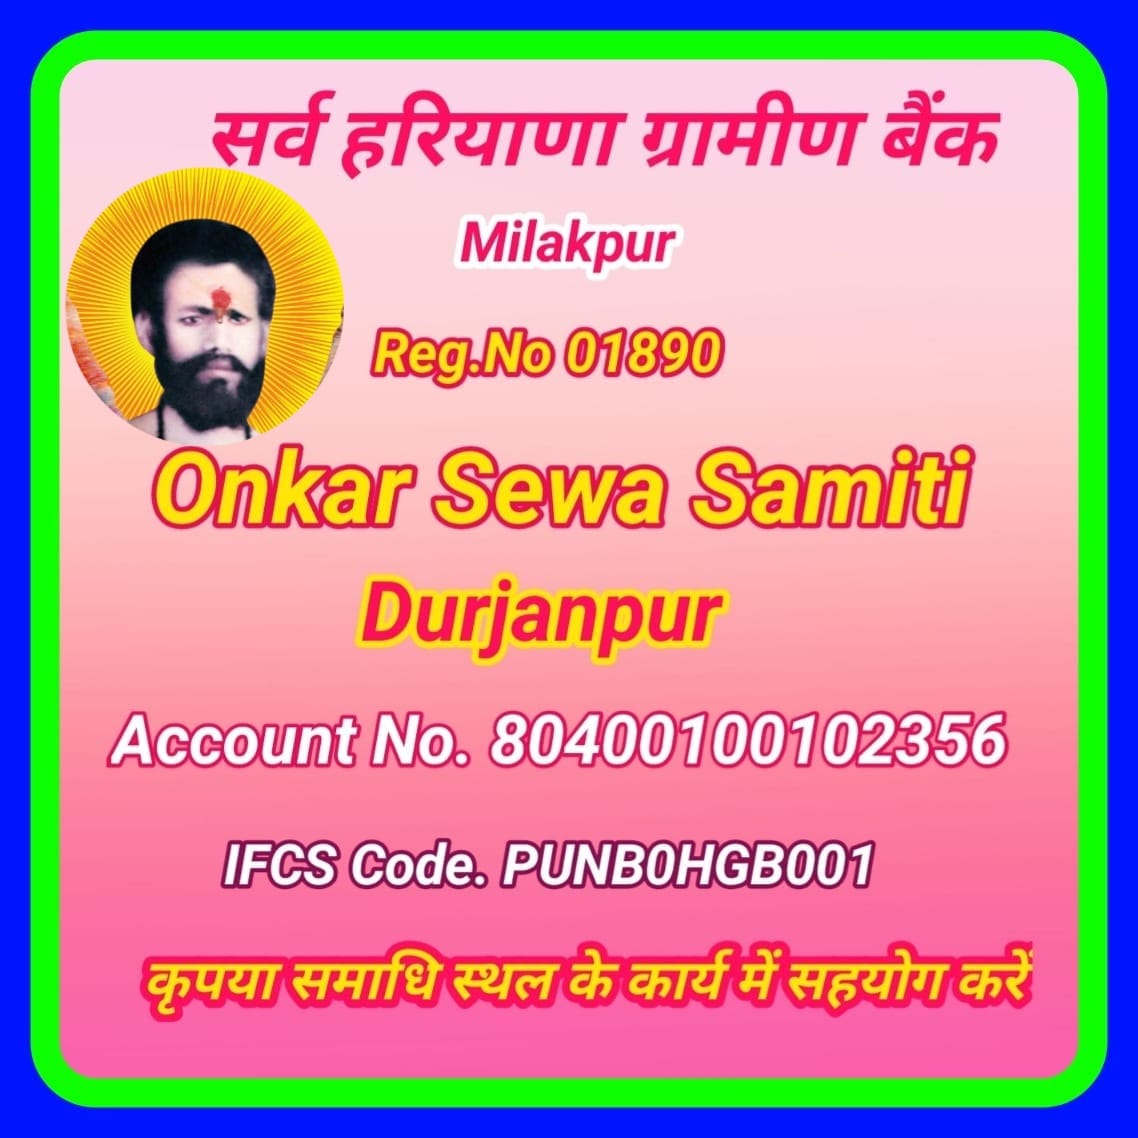 सर्व हरियाणा ग्रामीण बैंक
Milakpur
Reg.No 01890
Onkar Sewa Samiti
Durjanpur
Account No. 80400100102356
IFCS Code. PUNB0HGB001
कृपया समाधि स्थल के कार्य में सहयोग करें